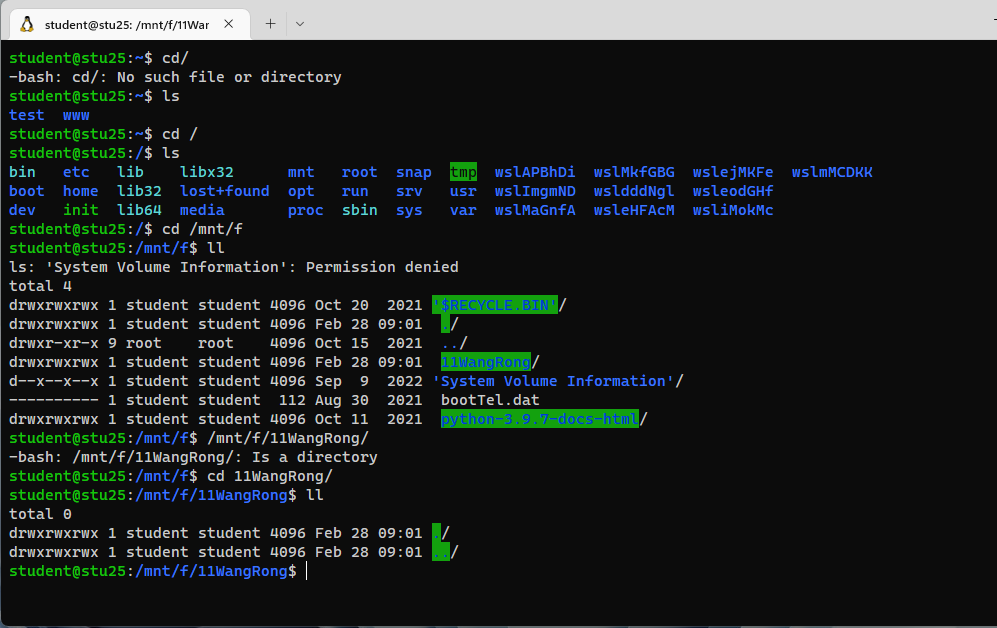 student@stu25: /mnt/f/11War
student@stu25:~$ cd/
-bash: cd/: No such file or directory
student@stu25:~$ ls
test  www
student@stu25:~$ cd /
student@stu25:/$ ls
bin   etc   lib    libx32      mnt   root  snap  tmp  wslAPBhDi  wslMkfGBG  wslejMKFe  wslmMCDKK
boot  home  lib32  lost+found  opt   run   srv   usr  wslImgmND  wsldddNgl  wsleodGHf
dev   init  lib64  media       proc  sbin  sys   var  wslMaGnfA  wsleHFAcM  wsliMokMc
student@stu25:/$ cd /mnt/f
student@stu25:/mnt/f$ ll
ls: 'System Volume Information': Permission denied
total 4
drwxrwxrwx 1 student student 4096 Oct 20  2021 '$RECYCLE.BIN'/
drwxrwxrwx 1 student student 4096 Feb 28 09:01  ./
drwxr-xr-x 9 root    root    4096 Oct 15  2021  ../
drwxrwxrwx 1 student student 4096 Feb 28 09:01  11WangRong/
d--x--x--x 1 student student 4096 Sep  9  2022 'System Volume Information'/
---------- 1 student student  112 Aug 30  2021  bootTel.dat
drwxrwxrwx 1 student student 4096 Oct 11  2021  python-3.9.7-docs-html/
student@stu25:/mnt/f$ /mnt/f/11WangRong/
-bash: /mnt/f/11WangRong/: Is a directory
student@stu25:/mnt/f$ cd 11WangRong/
student@stu25:/mnt/f/11WangRong$ ll
total 0
drwxrwxrwx 1 student student 4096 Feb 28 09:01 ./
drwxrwxrwx 1 student student 4096 Feb 28 09:01 ../
student@stu25:/mnt/f/11WangRong$